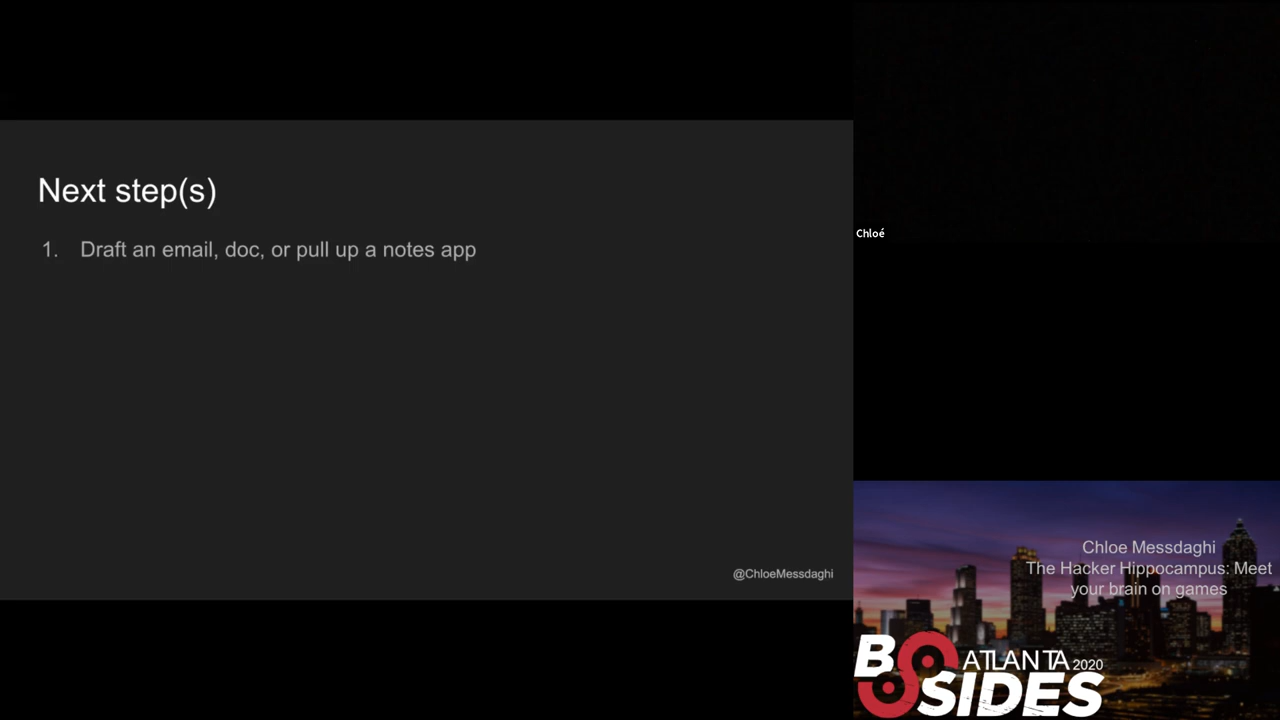 Next step(s)
1. Draft an email, doc, or pull up a notes app
@ChloeMessdaghi
Chloé
Chloe Messdaghi
The Hacker Hippocampus: Meet
your brain on games
BSIDES
ATLANTA 2020